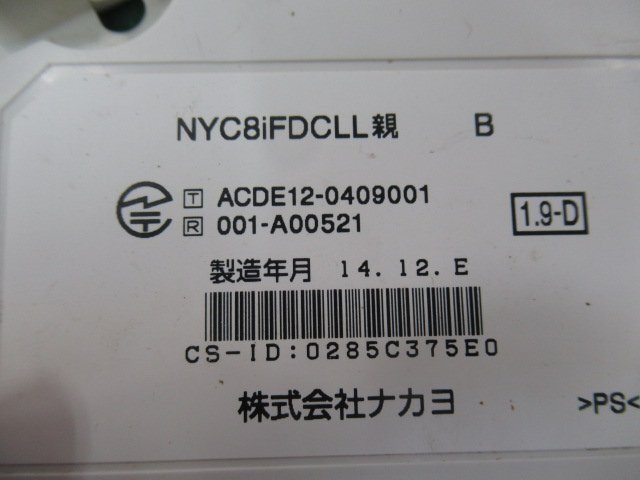 NYC8iFDCLL親 B
T ACDE12-0409001
R 001-A00521
1.9-D
製造年月 14.12.E
CS-ID:0285C375E0
株式会社ナカヨ >PS<